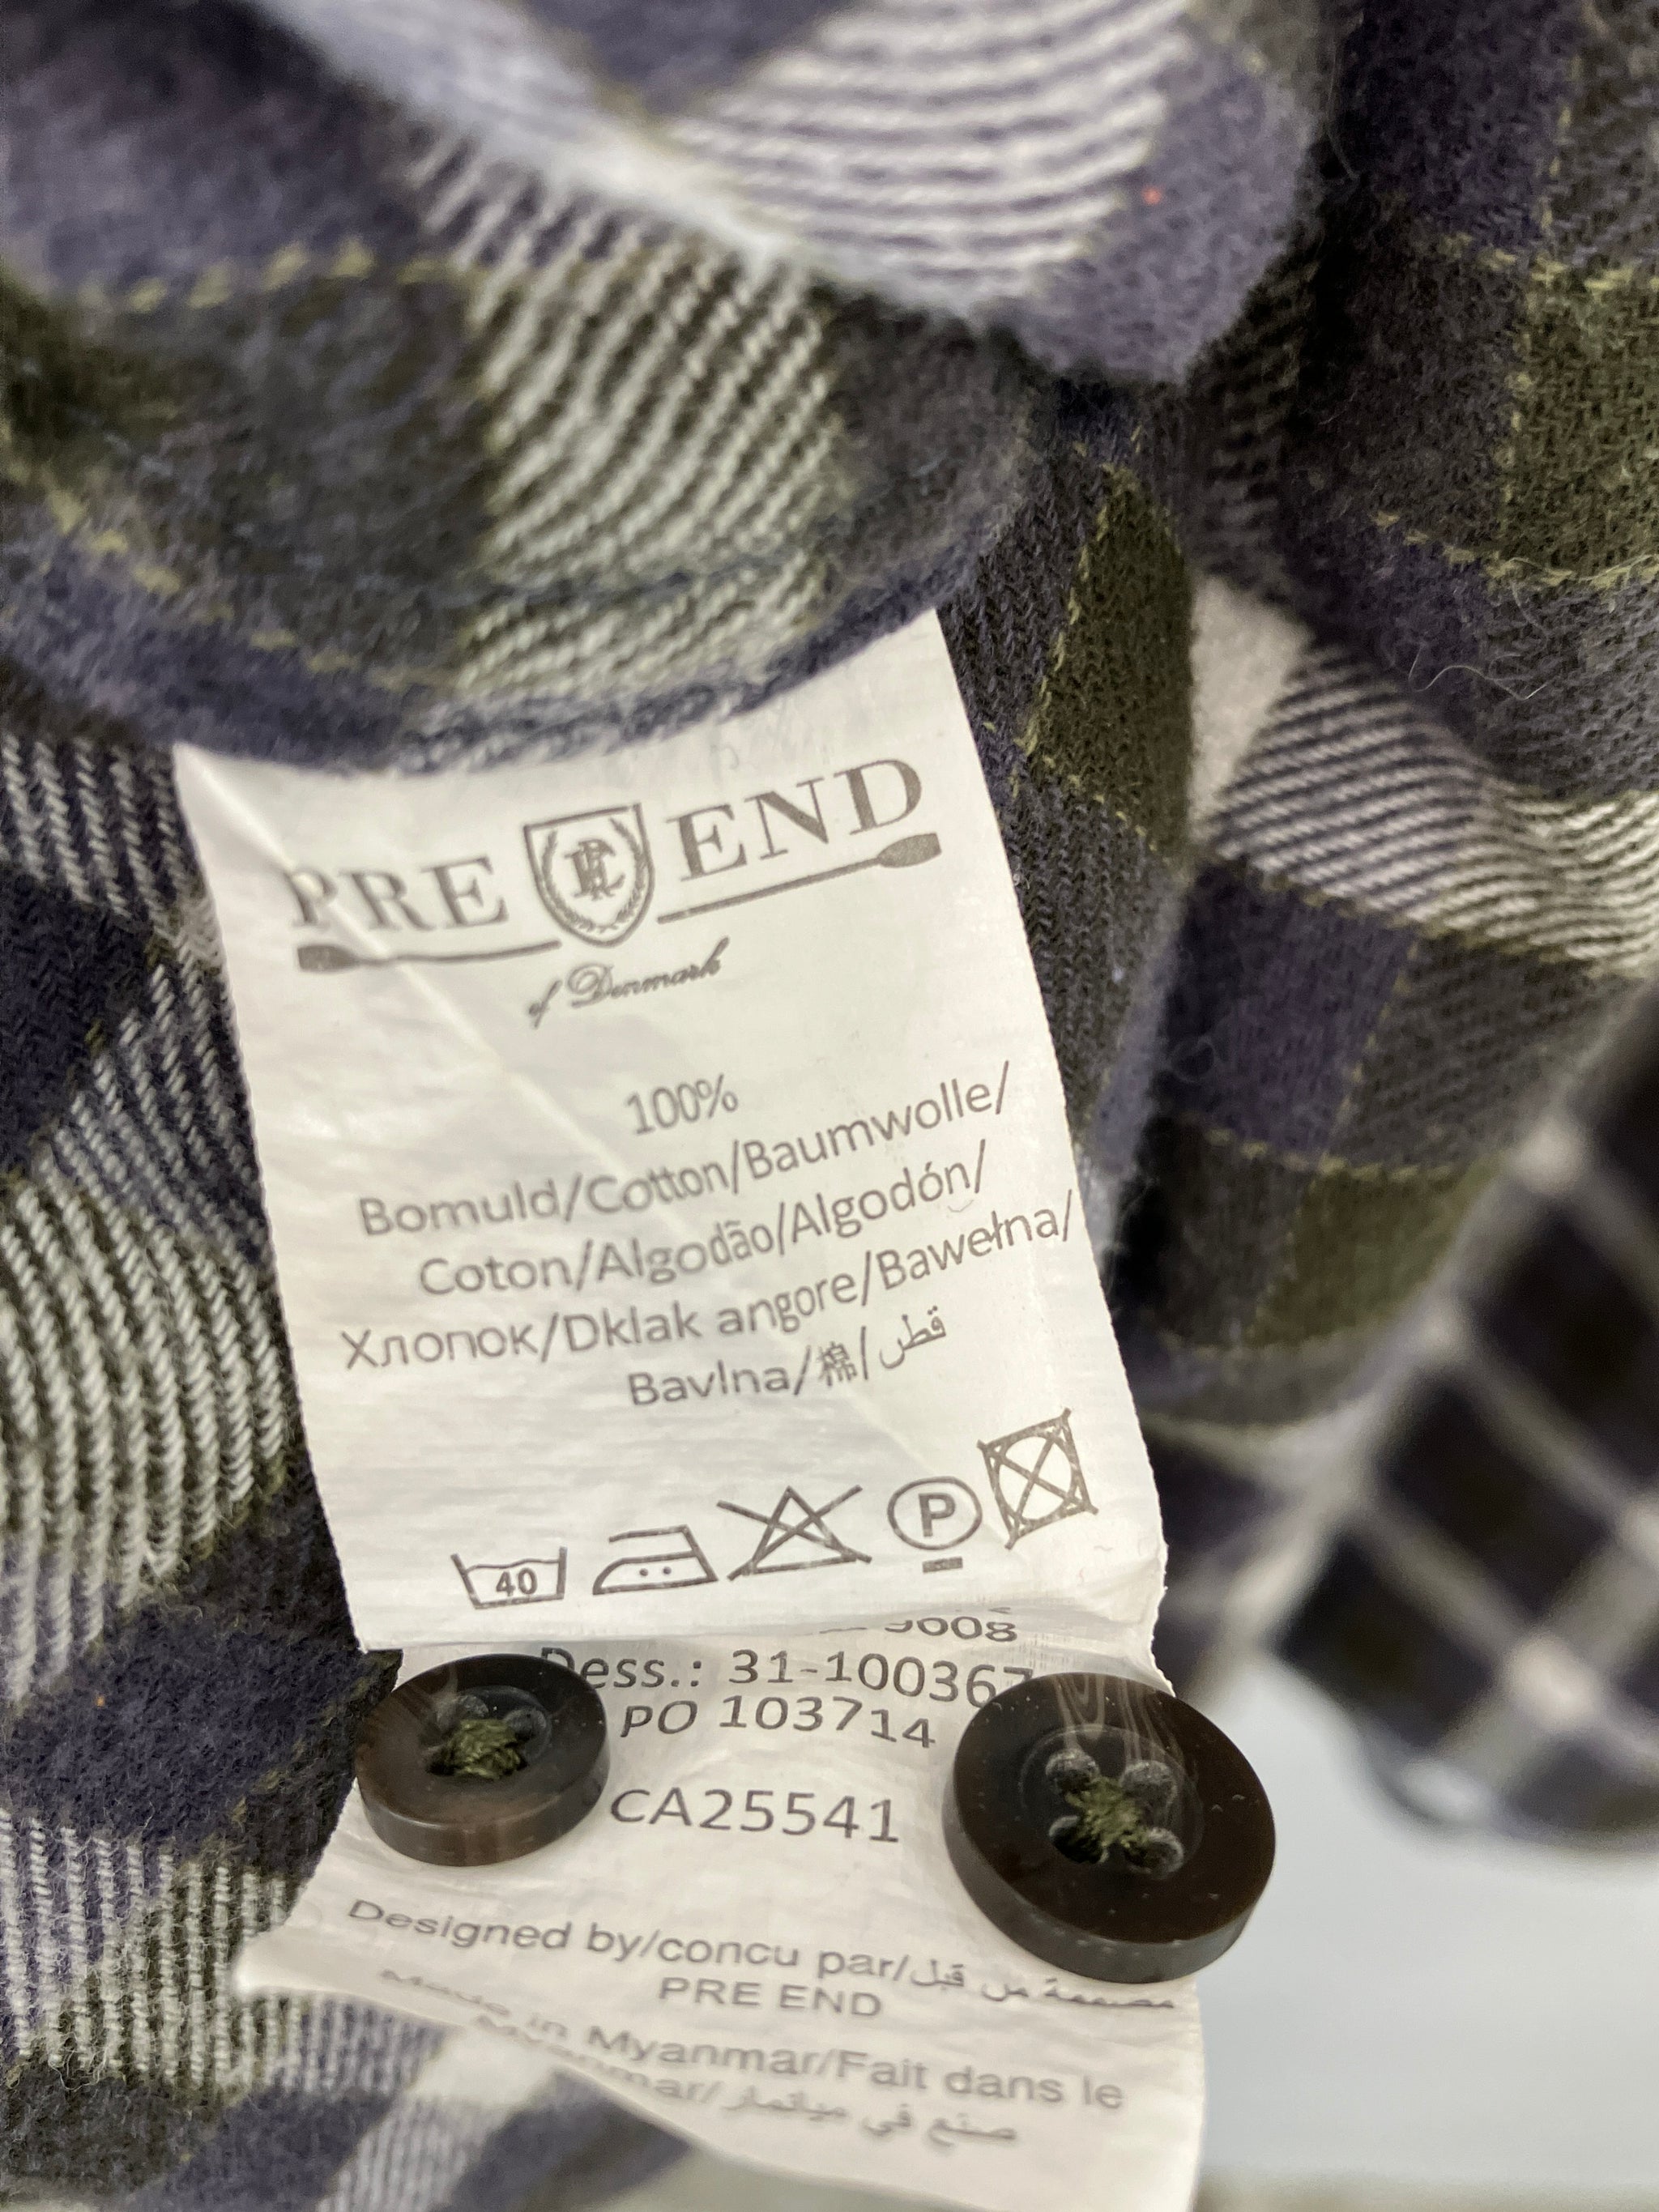 PRE END
of Denmark
100%
Bomuld/Cotton/Baumwolle/
Coton/Algodão/Algodón/
Хлопок/Dklak angore/Bawełna/
Bavlna/棉/قطن
40
P
Dess.: 31-100367
PO 103714
CA25541
Designed by/concu par/مصممة من قبل
PRE END
Made in Myanmar/Fait dans le
Myanmar/صنع في ميانمار